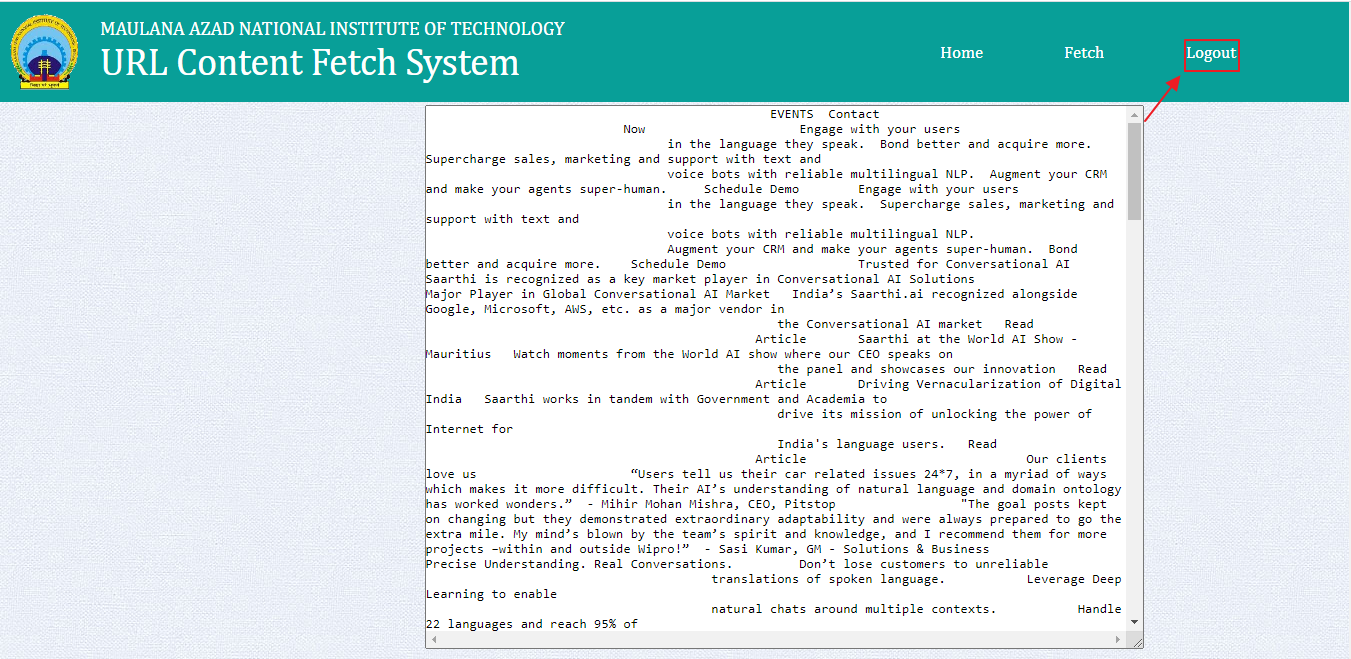 MAULANA AZAD NATIONAL INSTITUTE OF TECHNOLOGY
URL Content Fetch System
Home Fetch Logout
EVENTS Contact
Now Engage with your users
in the language they speak. Bond better and acquire more.
Supercharge sales, marketing and support with text and
voice bots with reliable multilingual NLP. Augment your CRM
and make your agents super-human. Schedule Demo Engage with your users
in the language they speak. Supercharge sales, marketing and
support with text and
voice bots with reliable multilingual NLP.
Augment your CRM and make your agents super-human. Bond
better and acquire more. Schedule Demo Trusted for Conversational AI
Saarthi is recognized as a key market player in Conversational AI Solutions
Major Player in Global Conversational AI Market India’s Saarthi.ai recognized alongside
Google, Microsoft, AWS, etc. as a major vendor in
the Conversational AI market Read
Article Saarthi at the World AI Show -
Mauritius Watch moments from the World AI show where our CEO speaks on
the panel and showcases our innovation Read
Article Driving Vernacularization of Digital
India Saarthi works in tandem with Government and Academia to
drive its mission of unlocking the power of
Internet for
India's language users. Read
Article Our clients
love us “Users tell us their car related issues 24*7, in a myriad of ways
which makes it more difficult. Their AI’s understanding of natural language and domain ontology
has worked wonders.” - Mihir Mohan Mishra, CEO, Pitstop "The goal posts kept
on changing but they demonstrated extraordinary adaptability and were always prepared to go the
extra mile. My mind’s blown by the team’s spirit and knowledge, and I recommend them for more
projects –within and outside Wipro!” - Sasi Kumar, GM - Solutions & Business
Precise Understanding. Real Conversations. Don’t lose customers to unreliable
translations of spoken language. Leverage Deep
Learning to enable
natural chats around multiple contexts. Handle
22 languages and reach 95% of